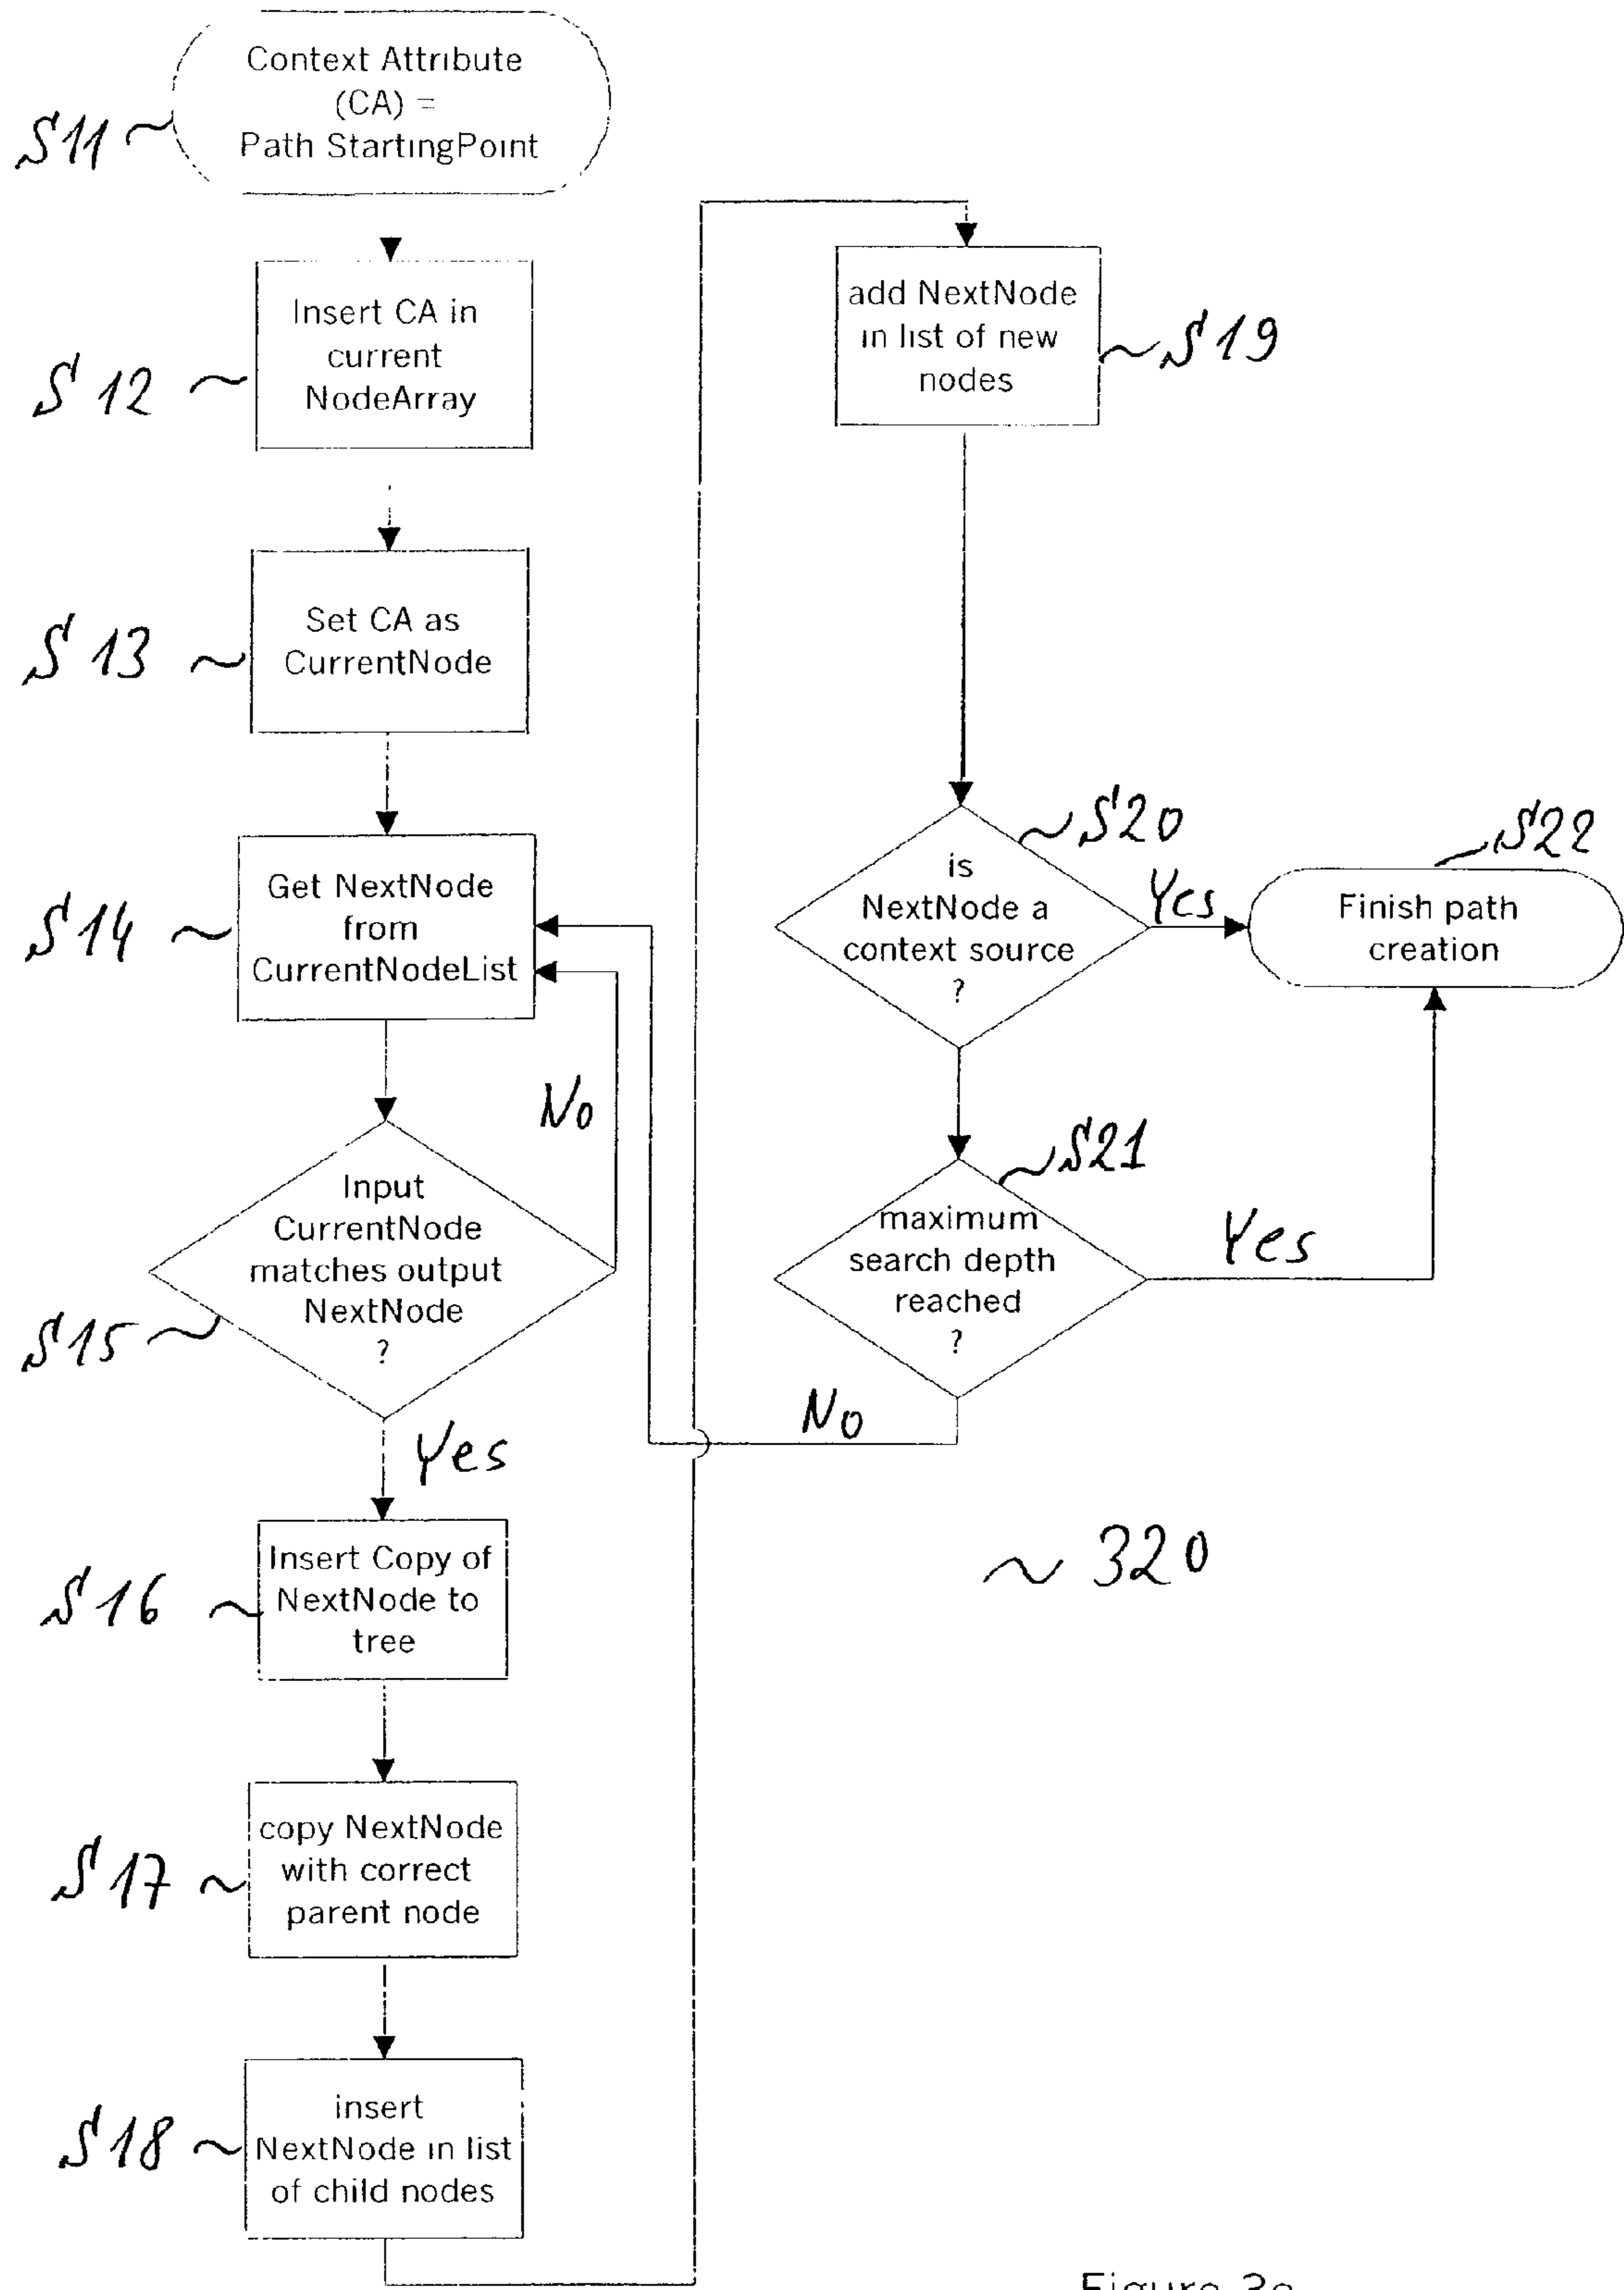 Context Attribute
(CA) =
Path StartingPoint
S11
Insert CA in
current
NodeArray
S12
Set CA as
CurrentNode
S13
Get NextNode
from
CurrentNodeList
S14
No
Input
CurrentNode
matches output
NextNode
?
S15
Yes
Insert Copy of
NextNode to
tree
S16
copy NextNode
with correct
parent node
S17
insert
NextNode in list
of child nodes
S18
add NextNode
in list of new
nodes
S19
is
NextNode a
context source
?
S20
Yes
Finish path
creation
S22
maximum
search depth
reached
?
S21
Yes
No
320
Figure